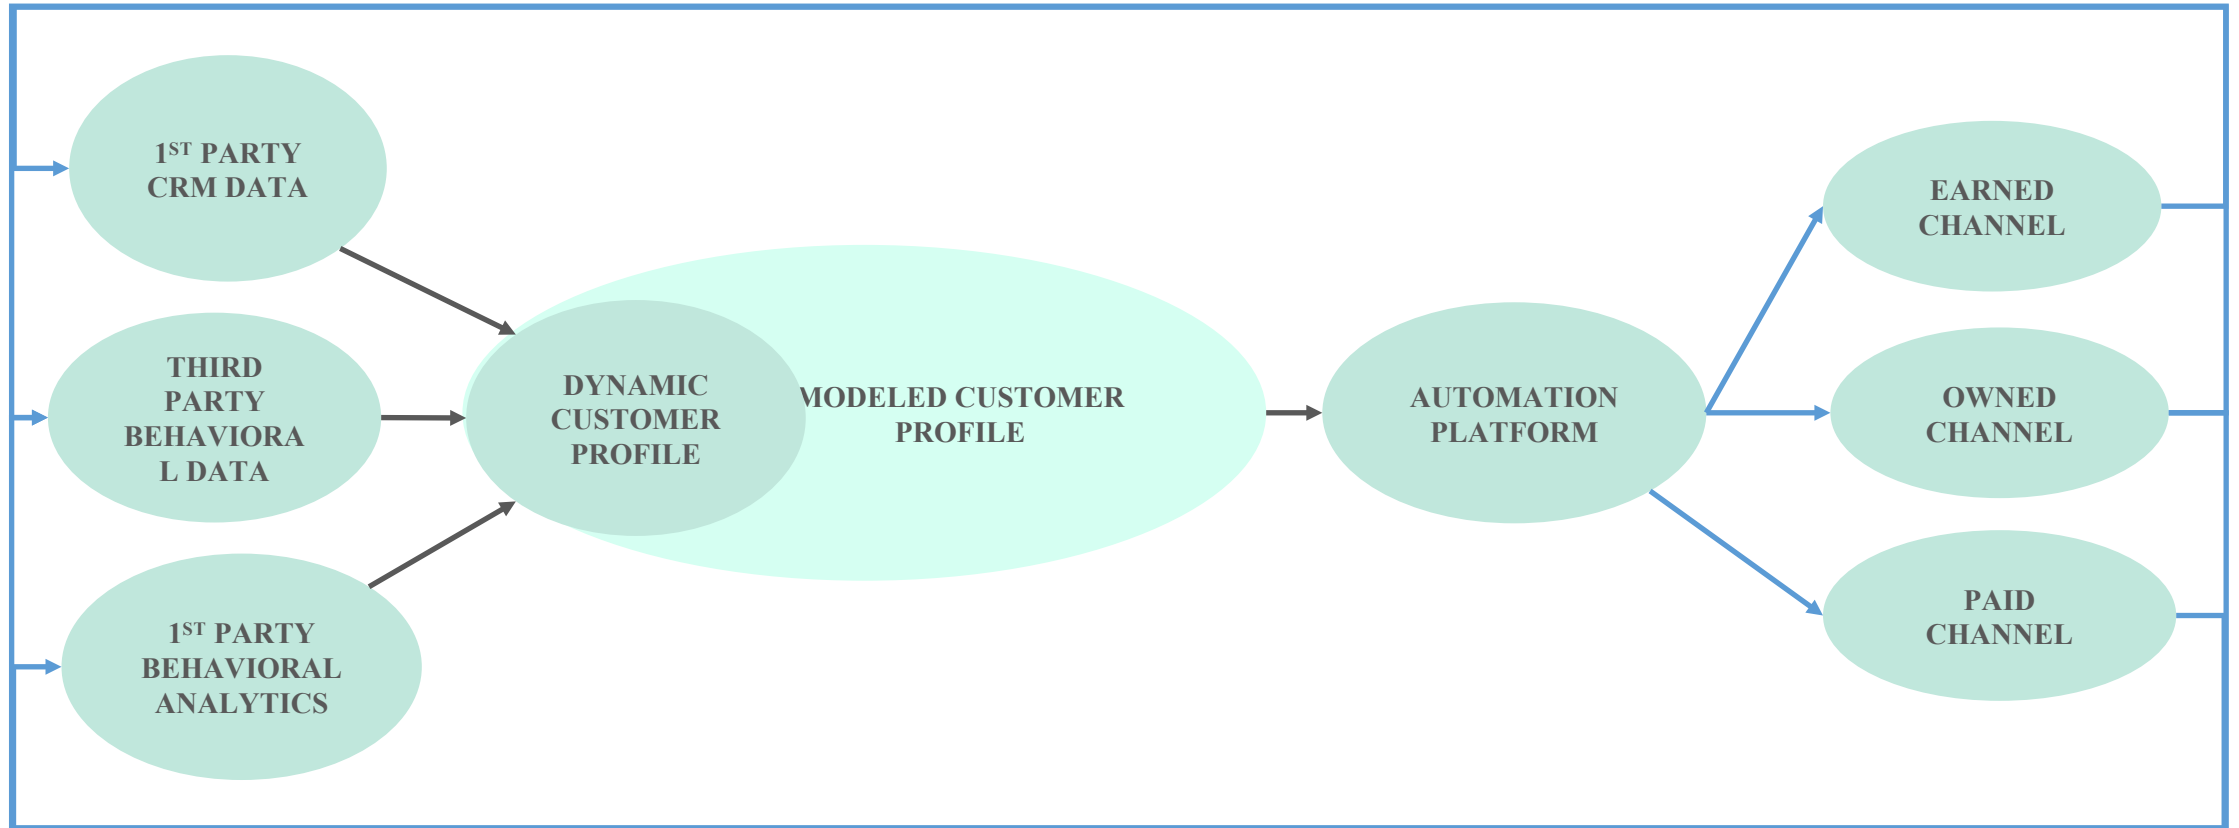 1ST PARTY
CRM DATA
THIRD
PARTY
BEHAVIORA
L DATA
1ST PARTY
BEHAVIORAL
ANALYTICS
DYNAMIC
CUSTOMER
PROFILE
MODELED CUSTOMER
PROFILE
AUTOMATION
PLATFORM
EARNED
CHANNEL
OWNED
CHANNEL
PAID
CHANNEL